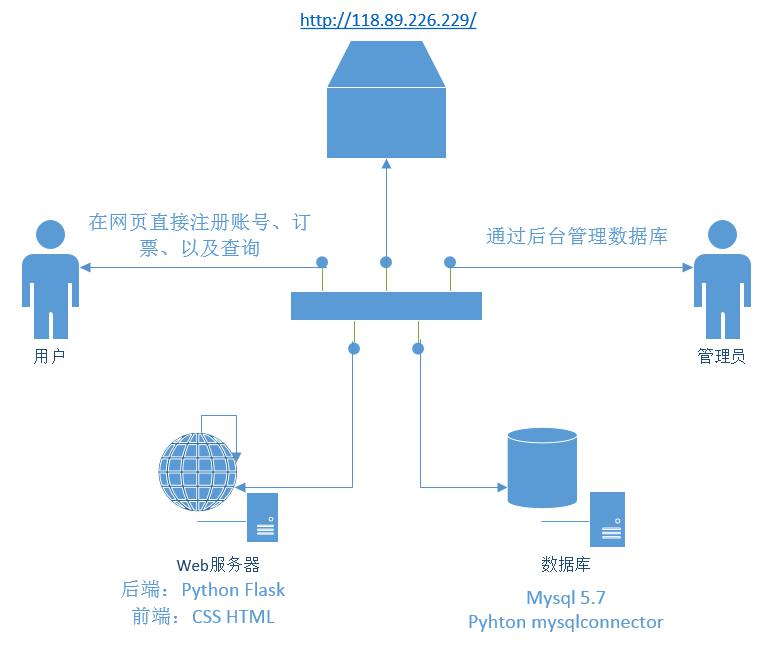 http://118.89.226.229/
在网页直接注册账号、订
票、以及查询
通过后台管理数据库
用户
管理员
Web服务器
后端：Python Flask
前端：CSS HTML
数据库
Mysql 5.7
Pyhton mysqlconnector